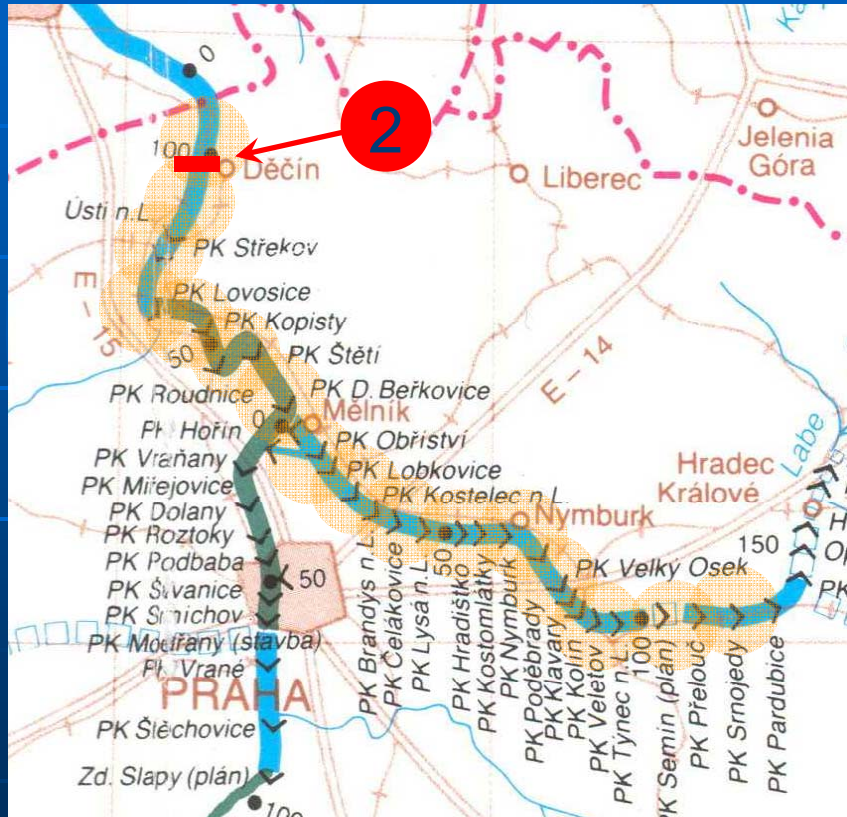 0
2
100
Děčín
Liberec
Jelenia
Góra
Ústi n.L
PK Střekov
E - 15
PK Lovosice
PK Kopisty
50
PK Štětí
E - 14
PK Roudnice
PK D. Beřkovice
0
Mělník
PK Hořín
PK Obříství
PK Vraňany
PK Lobkovice
PK Miřejovice
PK Kostelec n.L.
PK Dolany
PK Roztoky
PK Podbaba
50
PK Štvanice
PK Smíchov
PK Modřany (stavba)
PK Vrané
PRAHA
PK Štěchovice
Zd. Slapy (plán)
100
PK Brandýs n.L.
PK Čelákovice
PK Lysá n.L.
50
PK Hradištko
PK Kostomlátky
PK Nymburk
Nymburk
PK Poděbrady
PK Klavary
PK Kolín
PK Veletov
PK Týnec n.L.
PK Velký Osek
100
PK Semín (plán)
PK Přelouč
PK Srnojedy
PK Pardubice
Hradec
Králové
Labe
150
PK